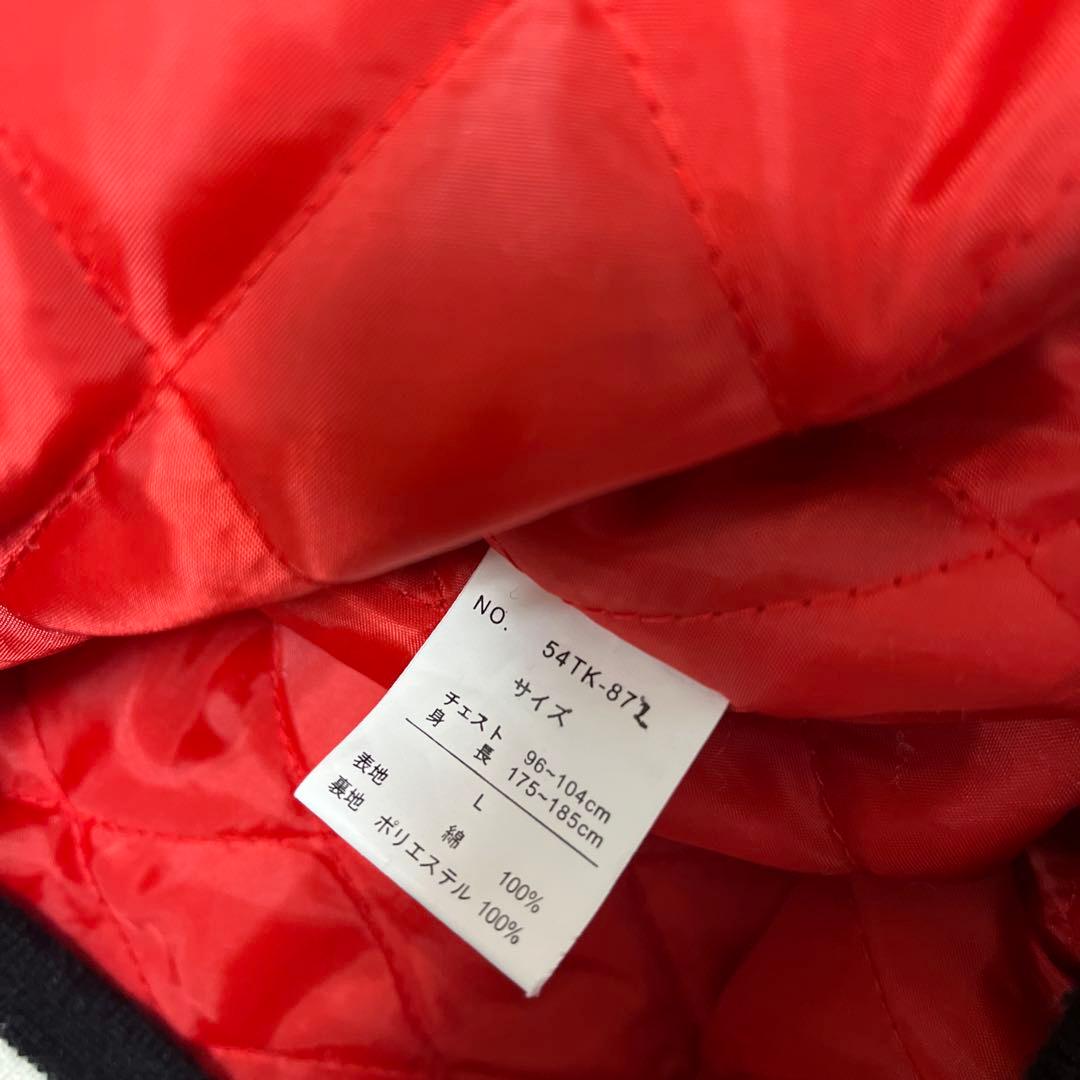 NO. 54TK-872
サイズ
チェスト 96~104cm
身 長 175~185cm
L
表地 綿 100%
裏地 ポリエステル 100%